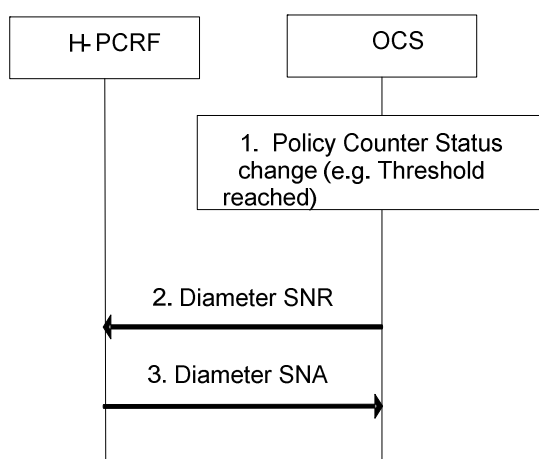 H-PCRF
OCS
1. Policy Counter Status
change (e.g. Threshold
reached)
2. Diameter SNR
3. Diameter SNA